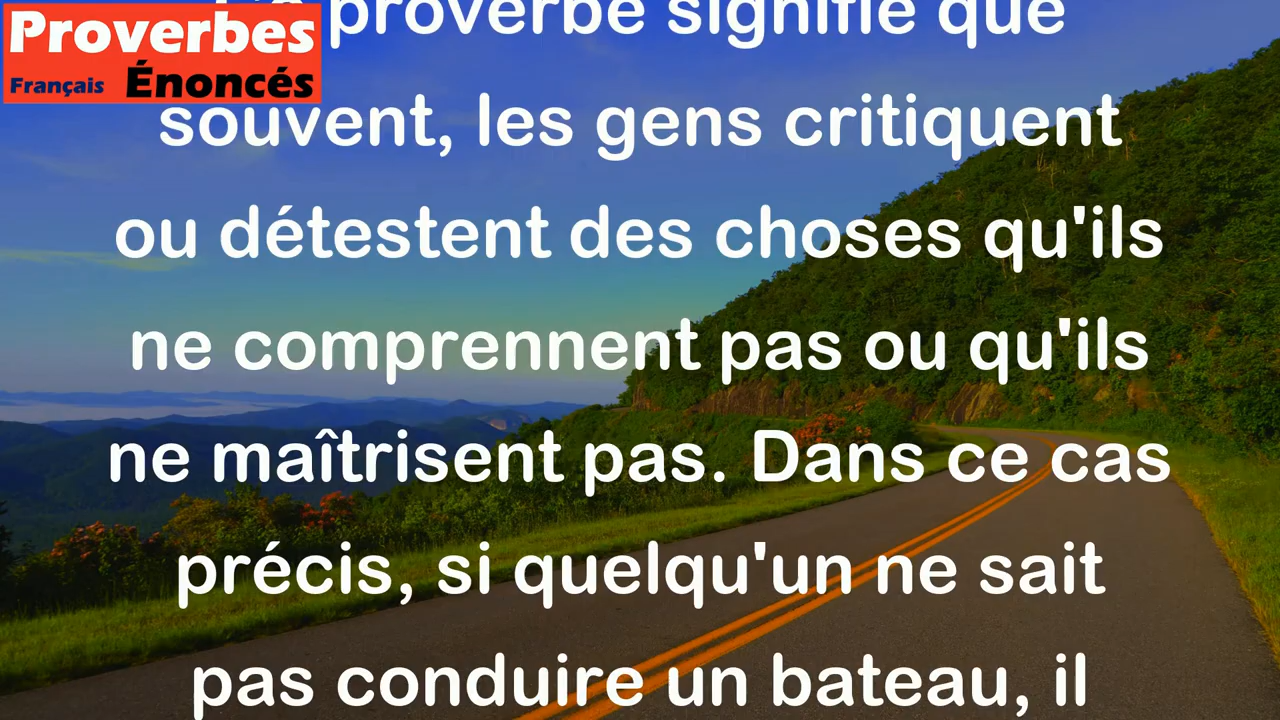 Proverbes
Français Énoncés
proverbe signifie que
souvent, les gens critiquent
ou détestent des choses qu'ils
ne comprennent pas ou qu'ils
ne maîtrisent pas. Dans ce cas
précis, si quelqu'un ne sait
pas conduire un bateau, il